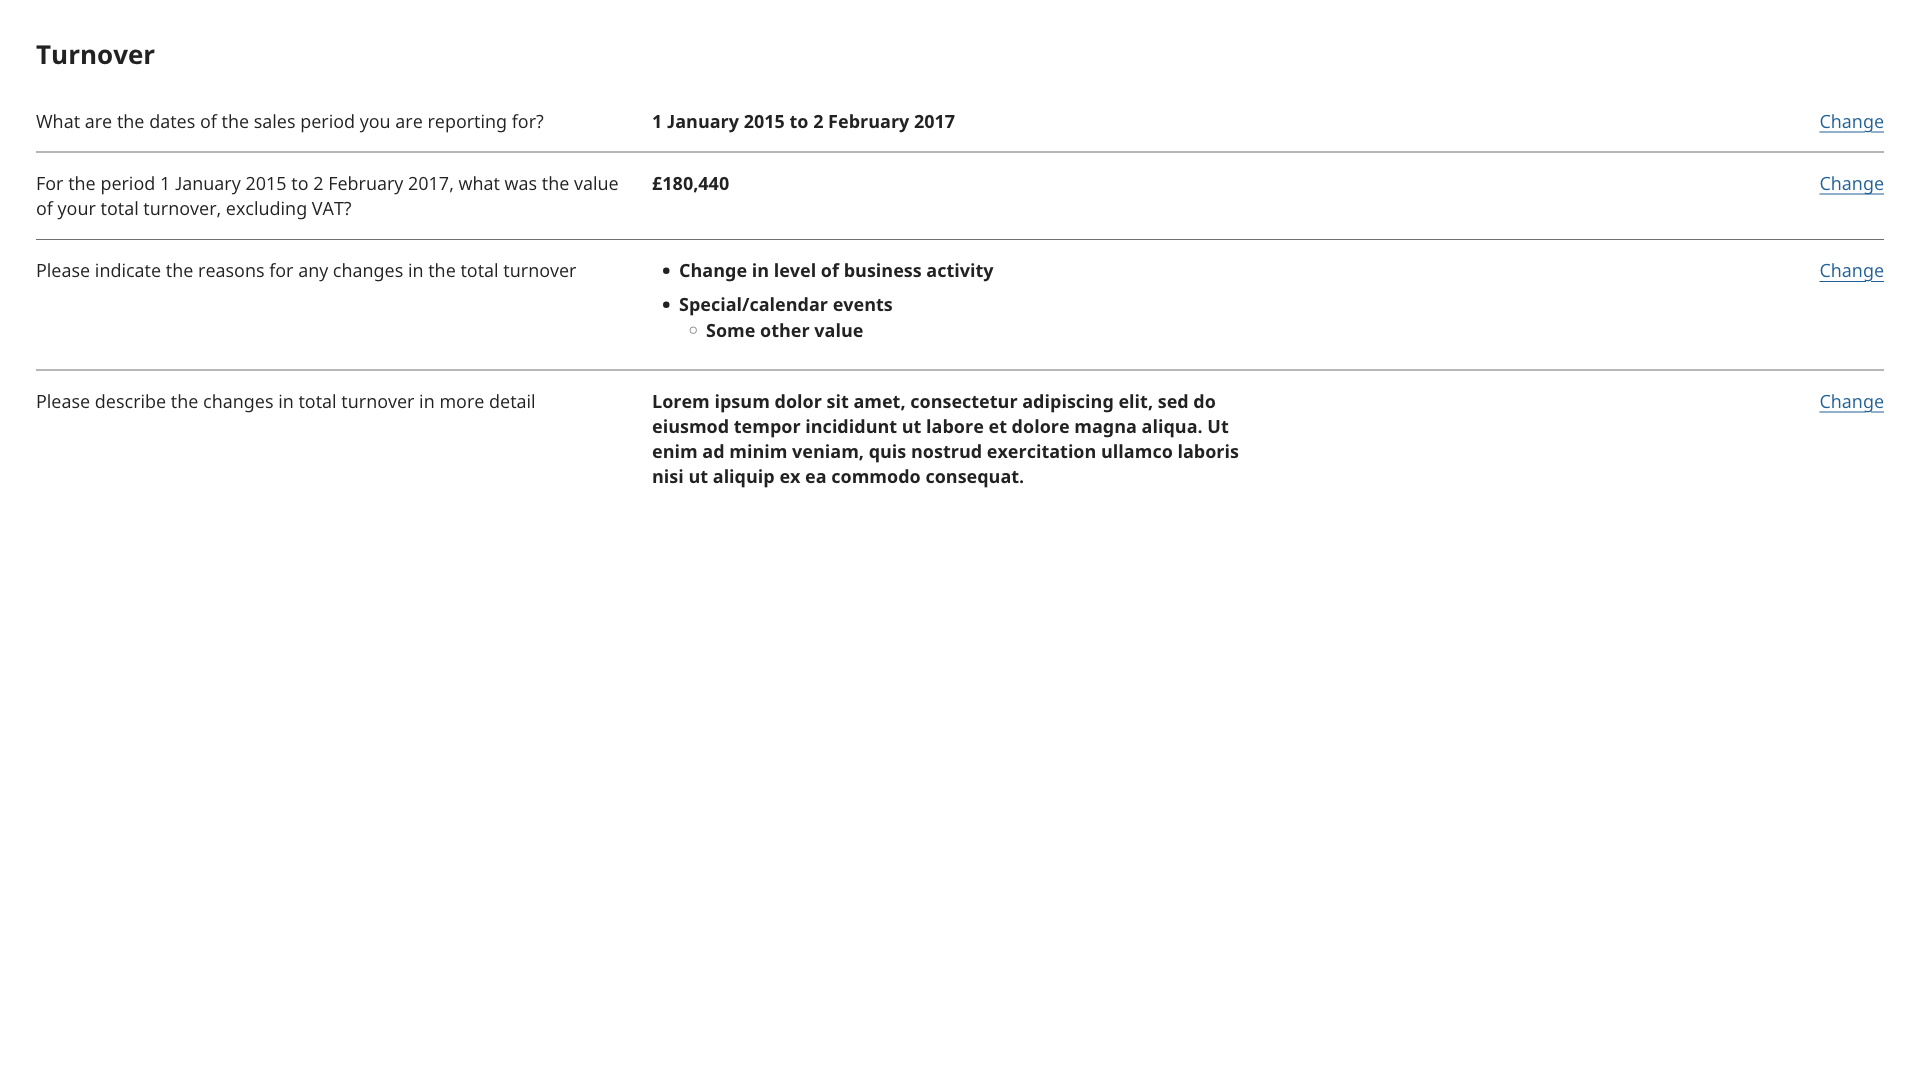 Turnover
What are the dates of the sales period you are reporting for?
1 January 2015 to 2 February 2017
Change
For the period 1 January 2015 to 2 February 2017, what was the value
of your total turnover, excluding VAT?
£180,440
Change
Please indicate the reasons for any changes in the total turnover
Change in level of business activity
Special/calendar events
Some other value
Change
Please describe the changes in total turnover in more detail
Lorem ipsum dolor sit amet, consectetur adipiscing elit, sed do
eiusmod tempor incididunt ut labore et dolore magna aliqua. Ut
enim ad minim veniam, quis nostrud exercitation ullamco laboris
nisi ut aliquip ex ea commodo consequat.
Change